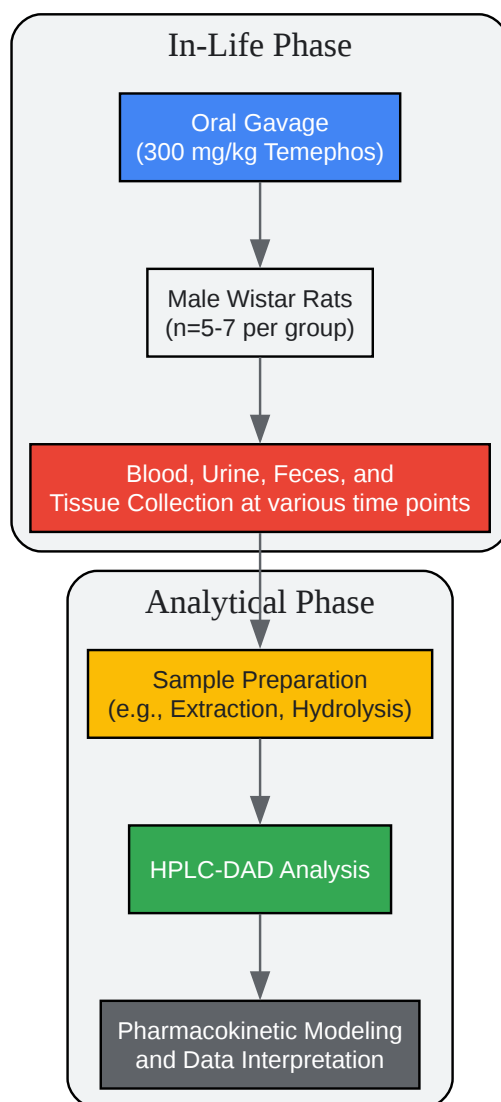 In-Life Phase
Oral Gavage
(300 mg/kg Temephos)
Male Wistar Rats
(n=5-7 per group)
Blood, Urine, Feces, and
Tissue Collection at various time points
Analytical Phase
Sample Preparation
(e.g., Extraction, Hydrolysis)
HPLC-DAD Analysis
Pharmacokinetic Modeling
and Data Interpretation